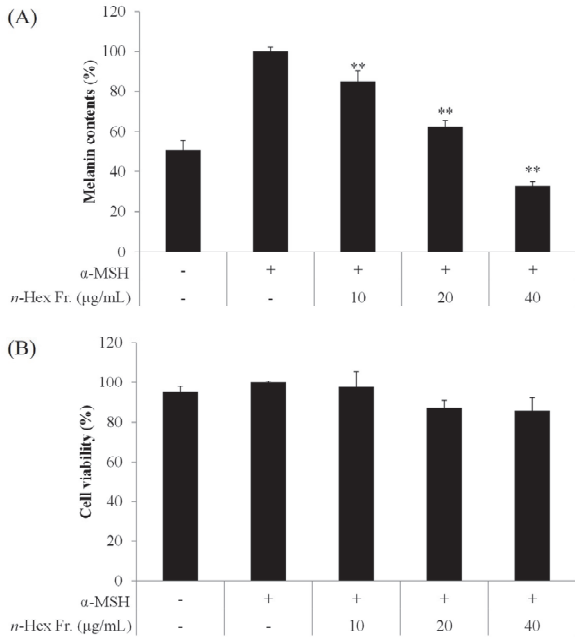 (A)
Melanin contents (%)
120
100
80
60
40
20
0
** ** **
α-MSH - + + + +
n-Hex Fr. (μg/mL) - - 10 20 40
(B)
Cell viability (%)
120
100
80
60
40
20
0
α-MSH - + + + +
n-Hex Fr. (μg/mL) - - 10 20 40